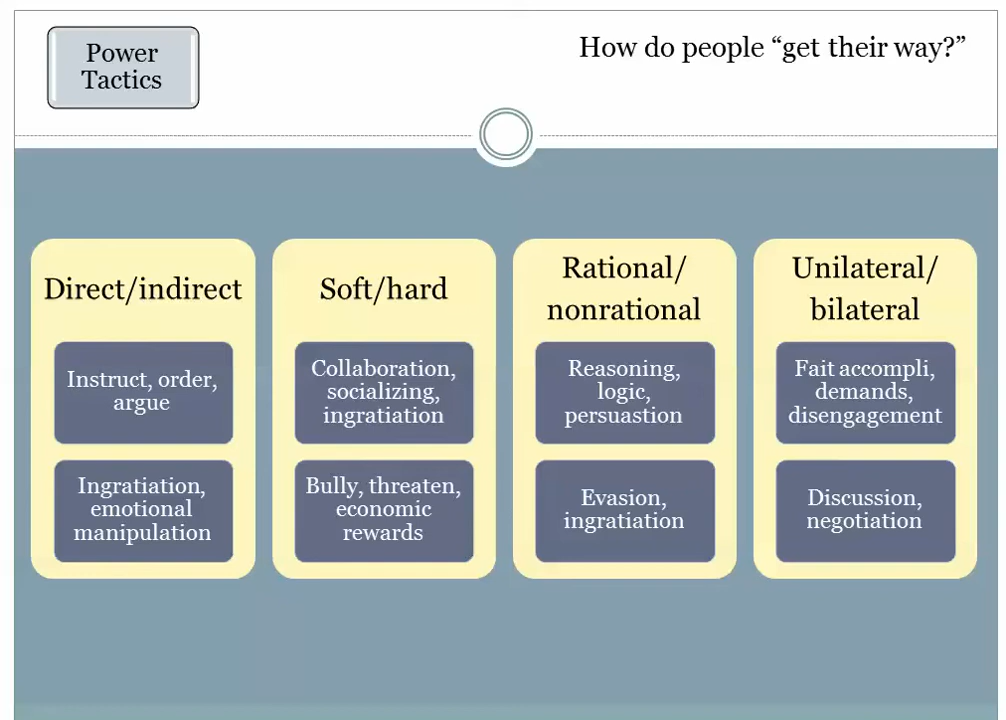 Power
Tactics
How do people “get their way?”
Direct/indirect
Instruct, order,
argue
Ingratiation,
emotional
manipulation
Soft/hard
Collaboration,
socializing,
ingratiation
Bully, threaten,
economic
rewards
Rational/
nonrational
Reasoning,
logic,
persuastion
Evasion,
ingratiation
Unilateral/
bilateral
Fait accompli,
demands,
disengagement
Discussion,
negotiation